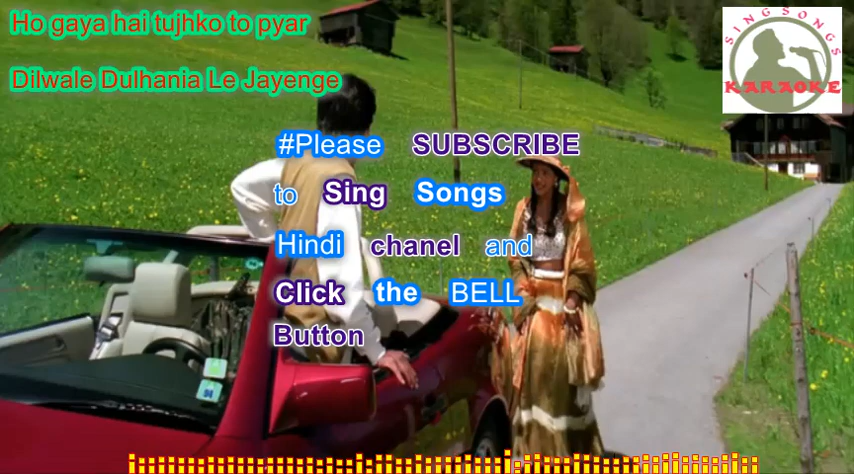 Ho gaya hai tujhko to pyar
SING SONGS
KARAOKE
Dilwale Dulhania Le Jayenge
#Please SUBSCRIBE
to Sing Songs
Hindi chanel and
Click the BELL
Button